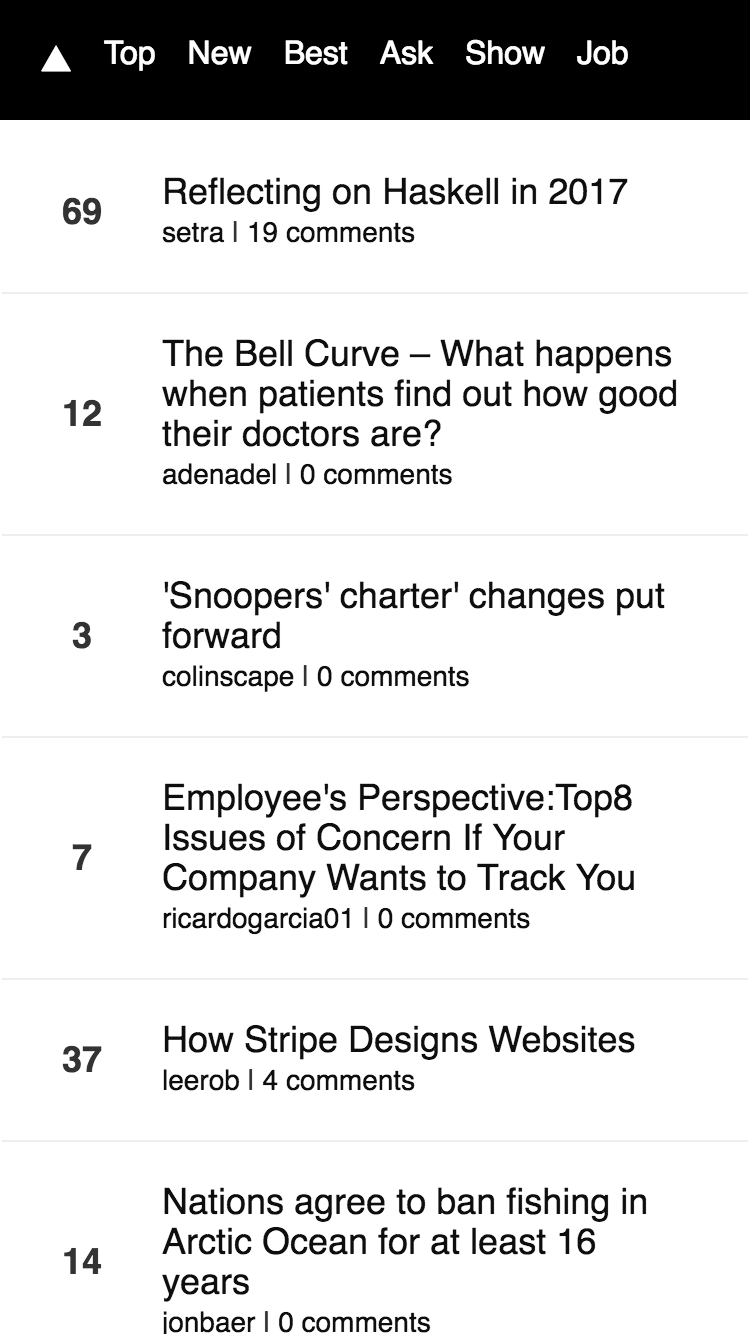 Top New Best Ask Show Job
69
Reflecting on Haskell in 2017
setra | 19 comments
12
The Bell Curve – What happens
when patients find out how good
their doctors are?
adenadel | 0 comments
3
'Snoopers' charter' changes put
forward
colinscape | 0 comments
7
Employee's Perspective:Top8
Issues of Concern If Your
Company Wants to Track You
ricardogarcia01 | 0 comments
37
How Stripe Designs Websites
leerob | 4 comments
14
Nations agree to ban fishing in
Arctic Ocean for at least 16
years
jonbaer | 0 comments